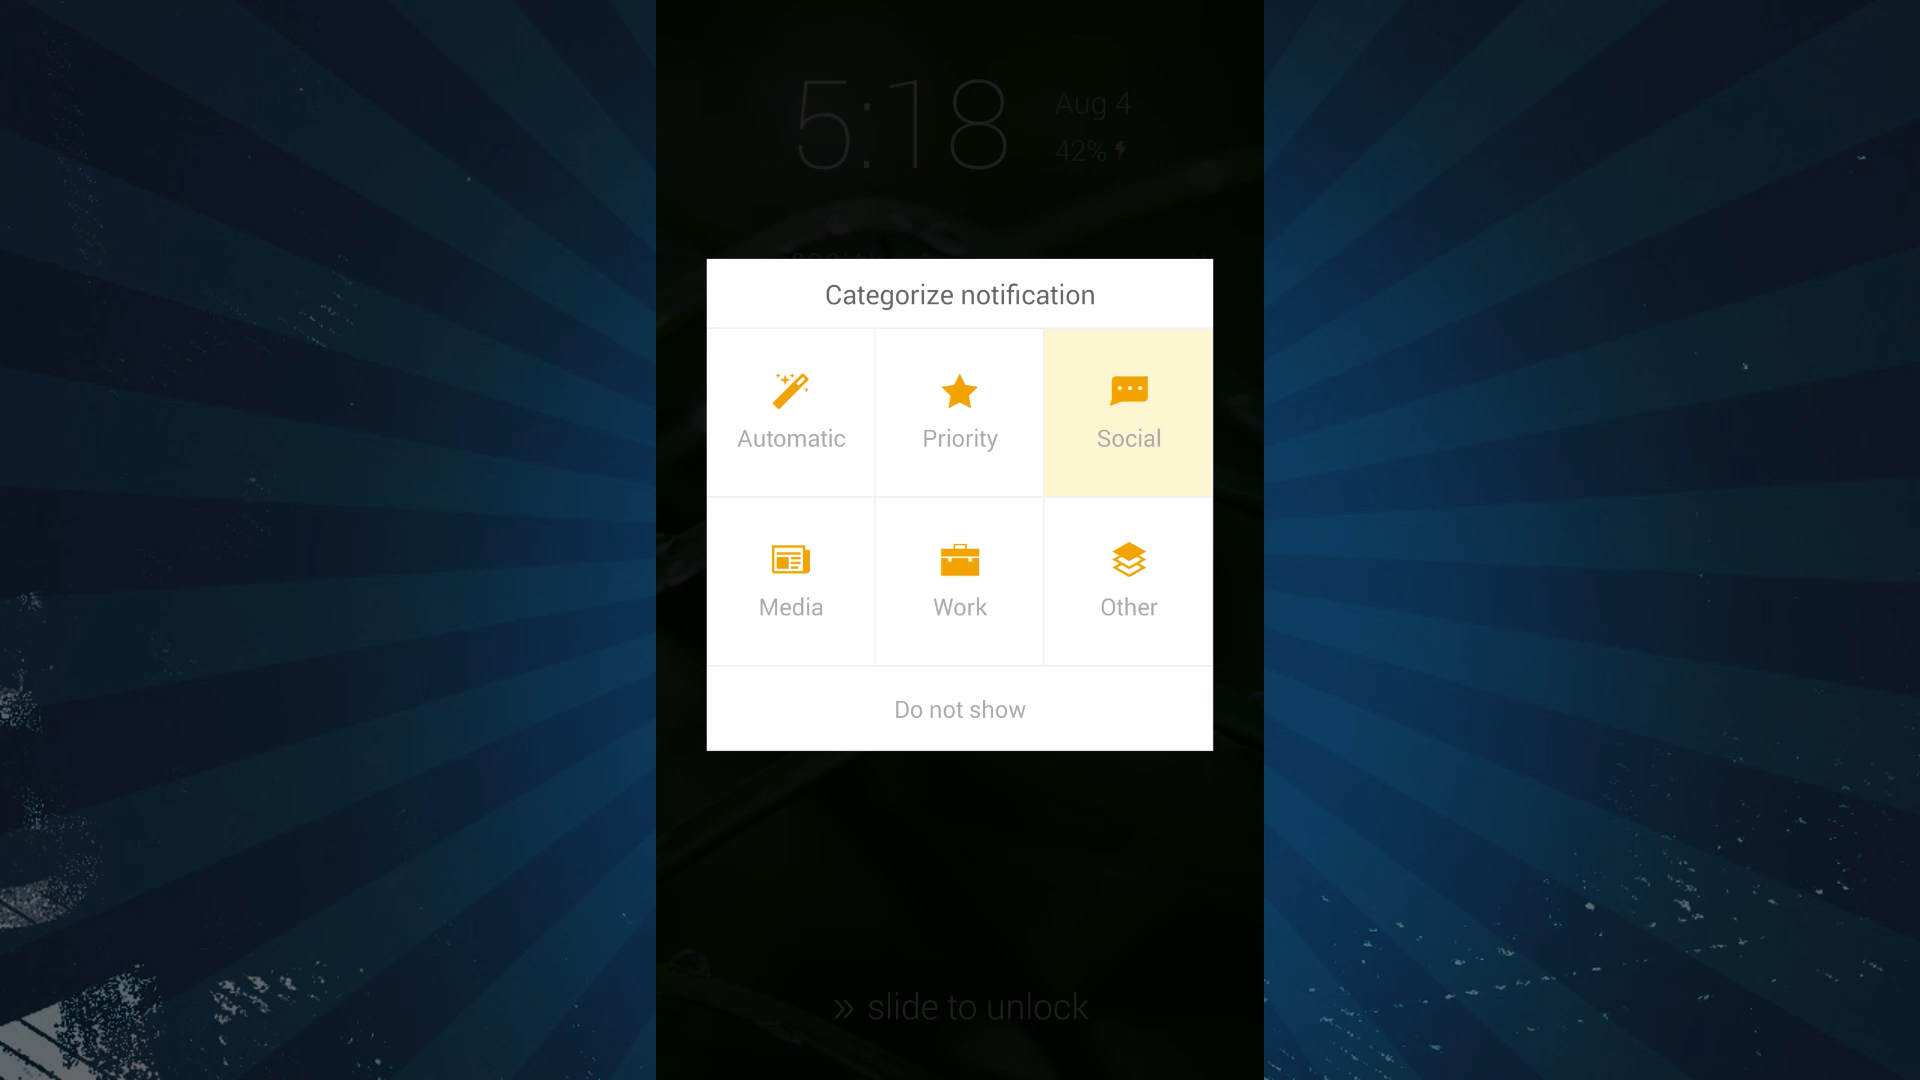 5:18
Aug 4
42%
Categorize notification
Automatic
Priority
Social
Media
Work
Other
Do not show
» slide to unlock